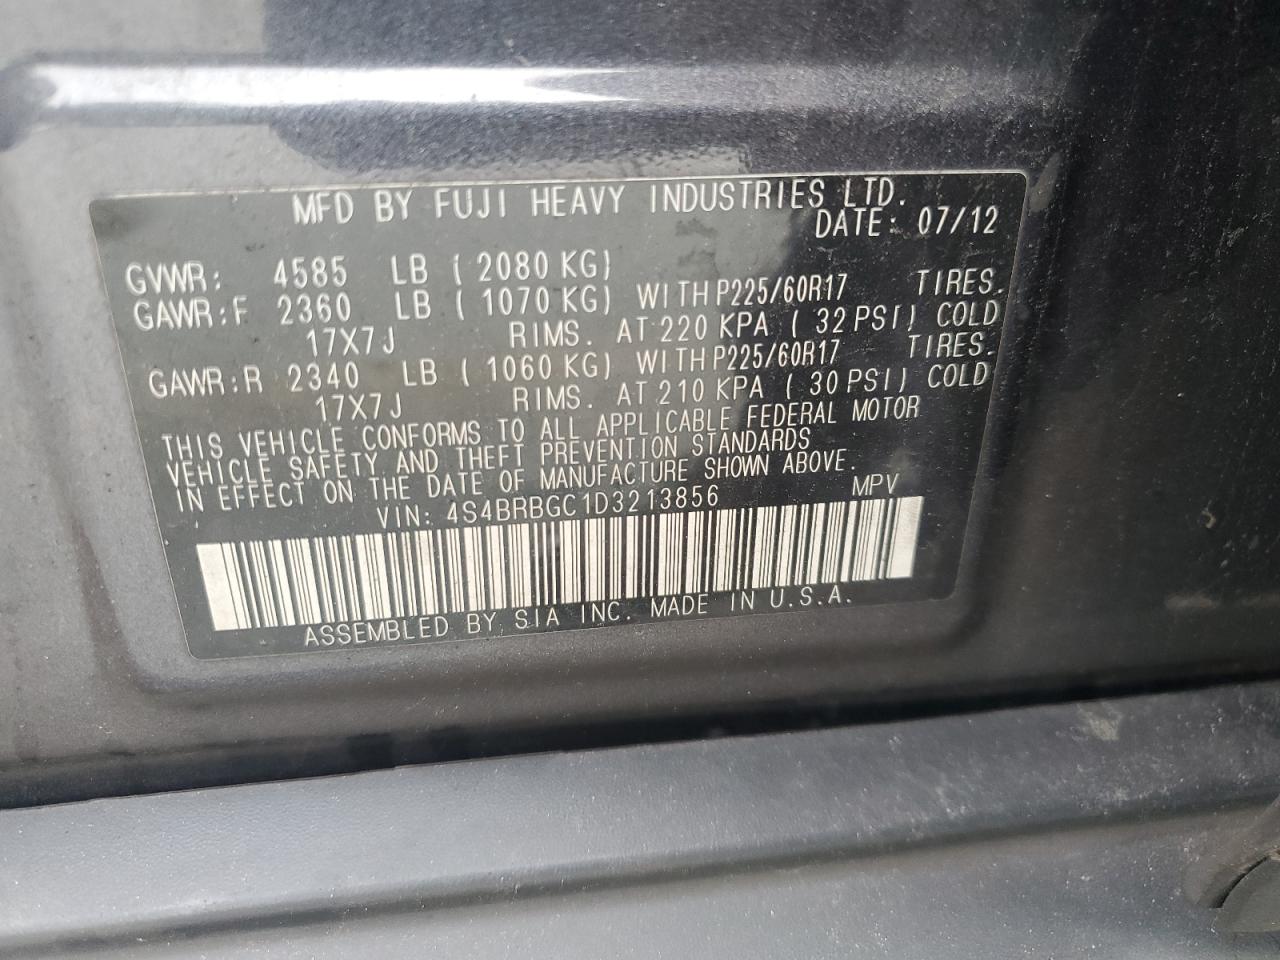 MFD BY FUJI HEAVY INDUSTRIES LTD.
DATE: 07/12
GVWR: 4585 LB ( 2080 KG)
GAWR:F 2360 LB ( 1070 KG) WITH P225/60R17 TIRES.
17X7J RIMS. AT 220 KPA ( 32 PSI) COLD
GAWR:R 2340 LB ( 1060 KG) WITH P225/60R17 TIRES.
17X7J RIMS. AT 210 KPA ( 30 PSI) COLD
THIS VEHICLE CONFORMS TO ALL APPLICABLE FEDERAL MOTOR
VEHICLE SAFETY AND THEFT PREVENTION STANDARDS
IN EFFECT ON THE DATE OF MANUFACTURE SHOWN ABOVE.
VIN: 4S4BRBGC1D3213856 MPV
ASSEMBLED BY SIA INC. MADE IN U.S.A.